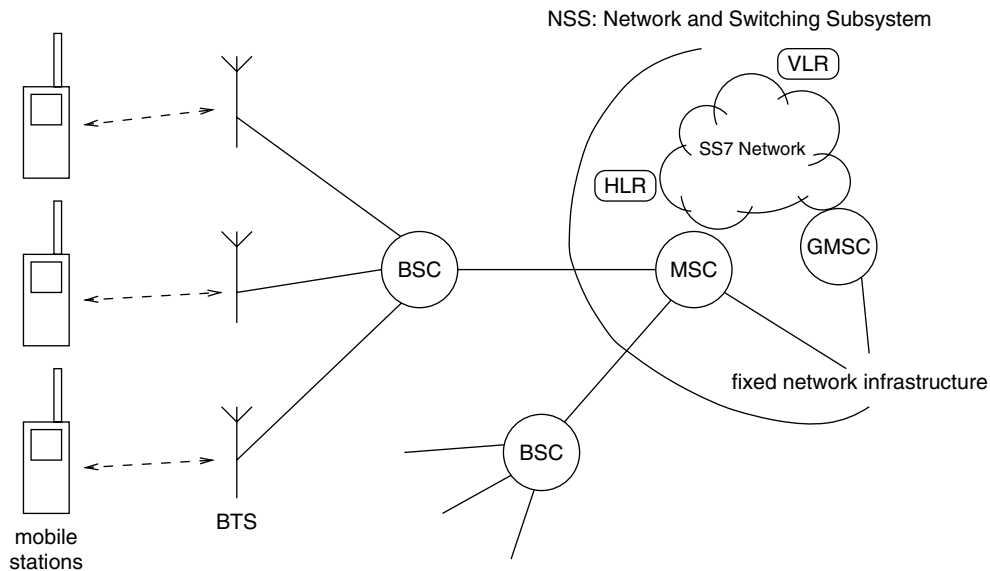 NSS: Network and Switching Subsystem
VLR
SS7 Network
HLR
GMSC
BSC
MSC
fixed network infrastructure
BSC
BTS
mobile
stations